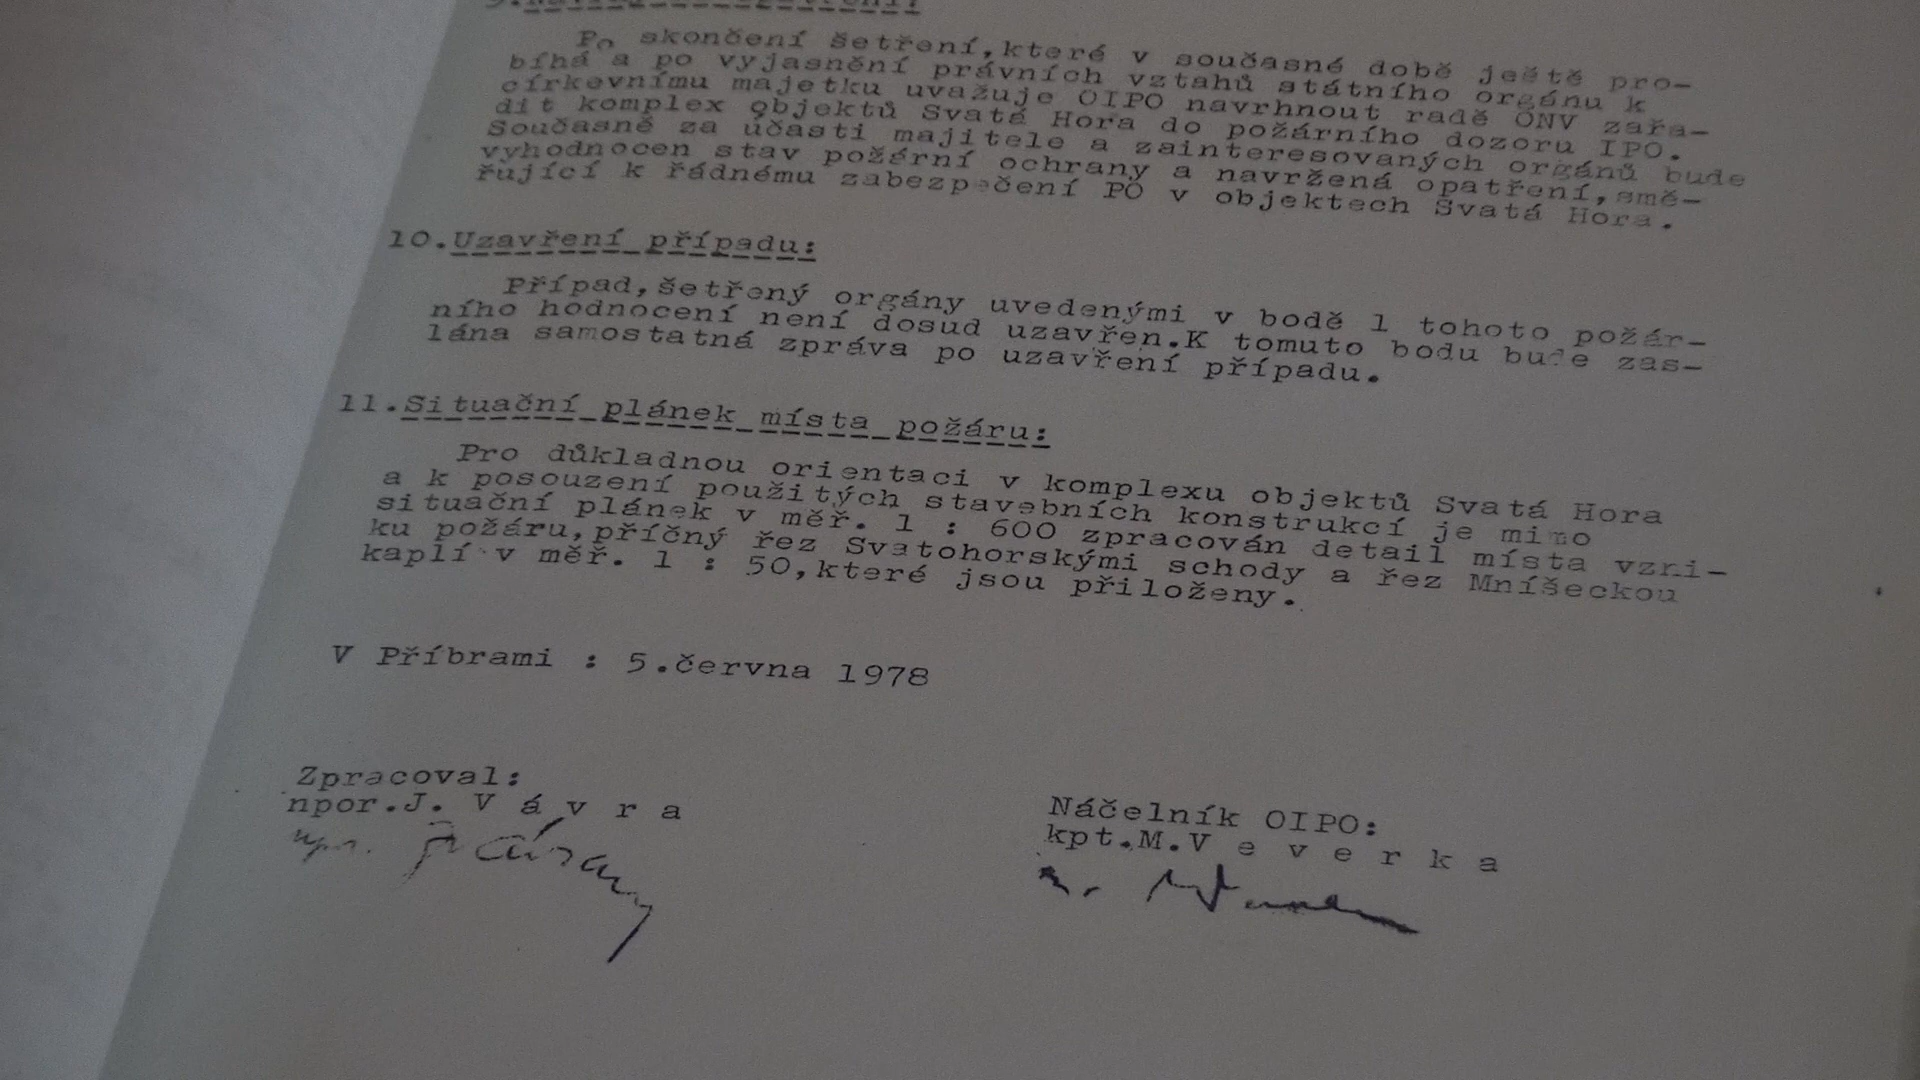 Po skončení šetření,které v současné době ještě pro-
bíhá a po vyjasnění právních vztahů státního orgánu k
církevnímu majetku uvažuje OIPO navrhnout radě ONV zařa-
dit komplex objektů Svatá Hora do požárního dozoru IPO.
Současně za účasti majitele a zainteresovaných orgánů bude
vyhodnocen stav požární ochrany a navržená opatření,smě-
řující k řádnému zabezpečení PO v objektech Svatá Hora.
10.Uzavření případu:
Případ,šetřený orgány uvedenými v bodě 1 tohoto požár-
ního hodnocení není dosud uzavřen.K tomuto bodu bude zas-
lána samostatná zpráva po uzavření případu.
11.Situační plánek místa požáru:
Pro důkladnou orientaci v komplexu objektů Svatá Hora
a k posouzení použitých stavebních konstrukcí je mimo
situační plánek v měř. 1 : 600 zpracován detail místa vzni-
ku požáru,příčný řez Svatohorskými schody a řez Mníšeckou
kaplí v měř. 1 : 50,které jsou přiloženy.
V Příbrami : 5.června 1978
Zpracoval:
npor.J. V á v r a
Náčelník OIPO:
kpt.M.V e v e r k a